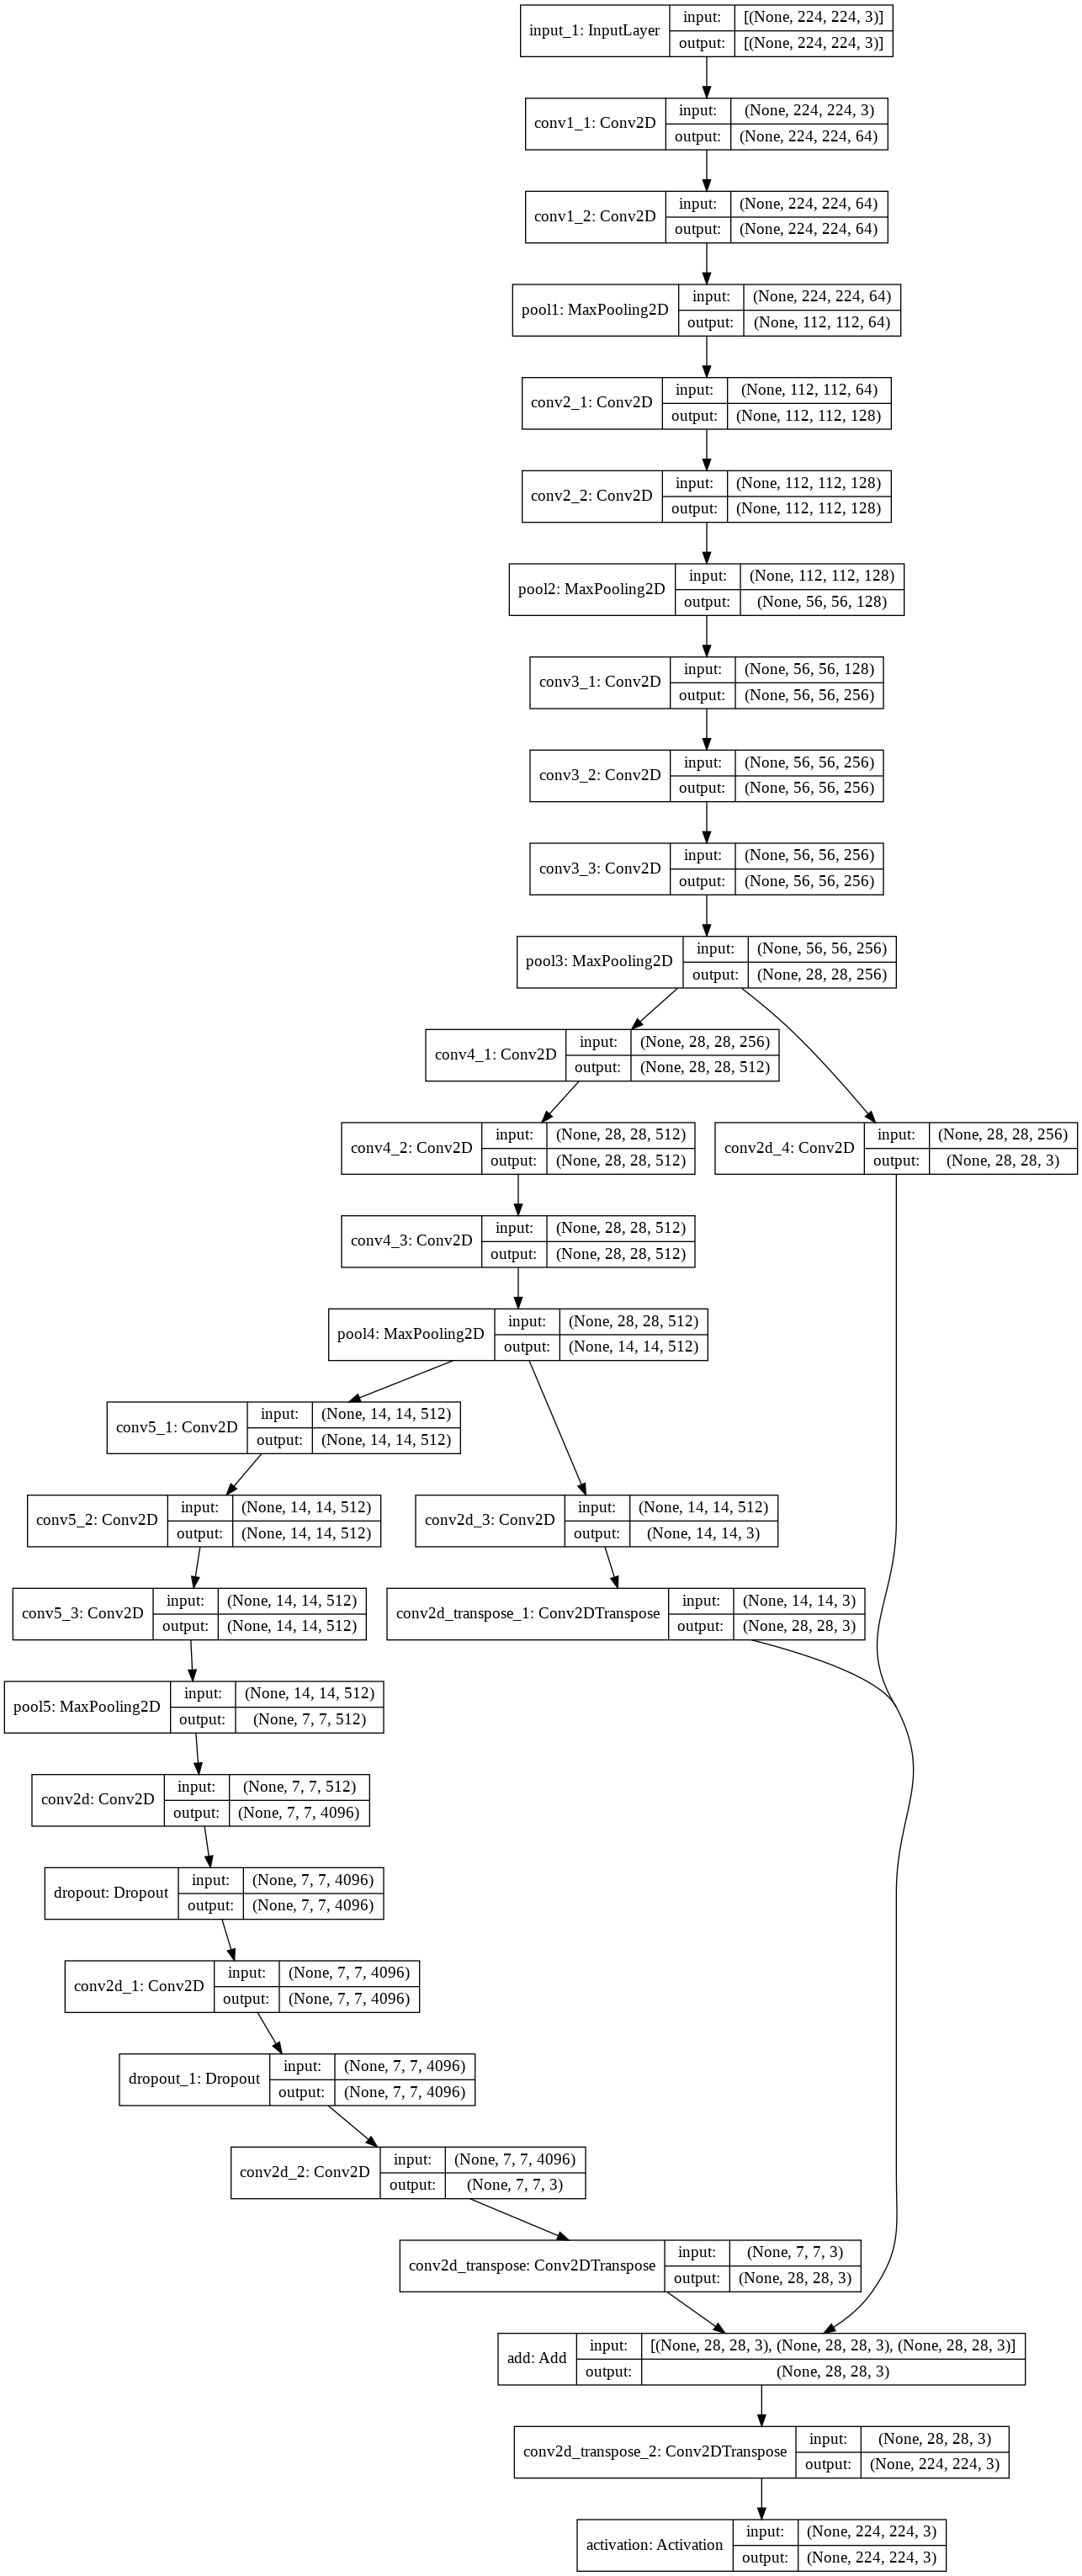 input_1: InputLayer
input: [(None, 224, 224, 3)]
output: [(None, 224, 224, 3)]
conv1_1: Conv2D
input: (None, 224, 224, 3)
output: (None, 224, 224, 64)
conv1_2: Conv2D
input: (None, 224, 224, 64)
output: (None, 224, 224, 64)
pool1: MaxPooling2D
input: (None, 224, 224, 64)
output: (None, 112, 112, 64)
conv2_1: Conv2D
input: (None, 112, 112, 64)
output: (None, 112, 112, 128)
conv2_2: Conv2D
input: (None, 112, 112, 128)
output: (None, 112, 112, 128)
pool2: MaxPooling2D
input: (None, 112, 112, 128)
output: (None, 56, 56, 128)
conv3_1: Conv2D
input: (None, 56, 56, 128)
output: (None, 56, 56, 256)
conv3_2: Conv2D
input: (None, 56, 56, 256)
output: (None, 56, 56, 256)
conv3_3: Conv2D
input: (None, 56, 56, 256)
output: (None, 56, 56, 256)
pool3: MaxPooling2D
input: (None, 56, 56, 256)
output: (None, 28, 28, 256)
conv4_1: Conv2D
input: (None, 28, 28, 256)
output: (None, 28, 28, 512)
conv4_2: Conv2D
input: (None, 28, 28, 512)
output: (None, 28, 28, 512)
conv2d_4: Conv2D
input: (None, 28, 28, 256)
output: (None, 28, 28, 3)
conv4_3: Conv2D
input: (None, 28, 28, 512)
output: (None, 28, 28, 512)
pool4: MaxPooling2D
input: (None, 28, 28, 512)
output: (None, 14, 14, 512)
conv5_1: Conv2D
input: (None, 14, 14, 512)
output: (None, 14, 14, 512)
conv5_2: Conv2D
input: (None, 14, 14, 512)
output: (None, 14, 14, 512)
conv2d_3: Conv2D
input: (None, 14, 14, 512)
output: (None, 14, 14, 3)
conv5_3: Conv2D
input: (None, 14, 14, 512)
output: (None, 14, 14, 512)
conv2d_transpose_1: Conv2DTranspose
input: (None, 14, 14, 3)
output: (None, 28, 28, 3)
pool5: MaxPooling2D
input: (None, 14, 14, 512)
output: (None, 7, 7, 512)
conv2d: Conv2D
input: (None, 7, 7, 512)
output: (None, 7, 7, 4096)
dropout: Dropout
input: (None, 7, 7, 4096)
output: (None, 7, 7, 4096)
conv2d_1: Conv2D
input: (None, 7, 7, 4096)
output: (None, 7, 7, 4096)
dropout_1: Dropout
input: (None, 7, 7, 4096)
output: (None, 7, 7, 4096)
conv2d_2: Conv2D
input: (None, 7, 7, 4096)
output: (None, 7, 7, 3)
conv2d_transpose: Conv2DTranspose
input: (None, 7, 7, 3)
output: (None, 28, 28, 3)
add: Add
input: [(None, 28, 28, 3), (None, 28, 28, 3), (None, 28, 28, 3)]
output: (None, 28, 28, 3)
conv2d_transpose_2: Conv2DTranspose
input: (None, 28, 28, 3)
output: (None, 224, 224, 3)
activation: Activation
input: (None, 224, 224, 3)
output: (None, 224, 224, 3)